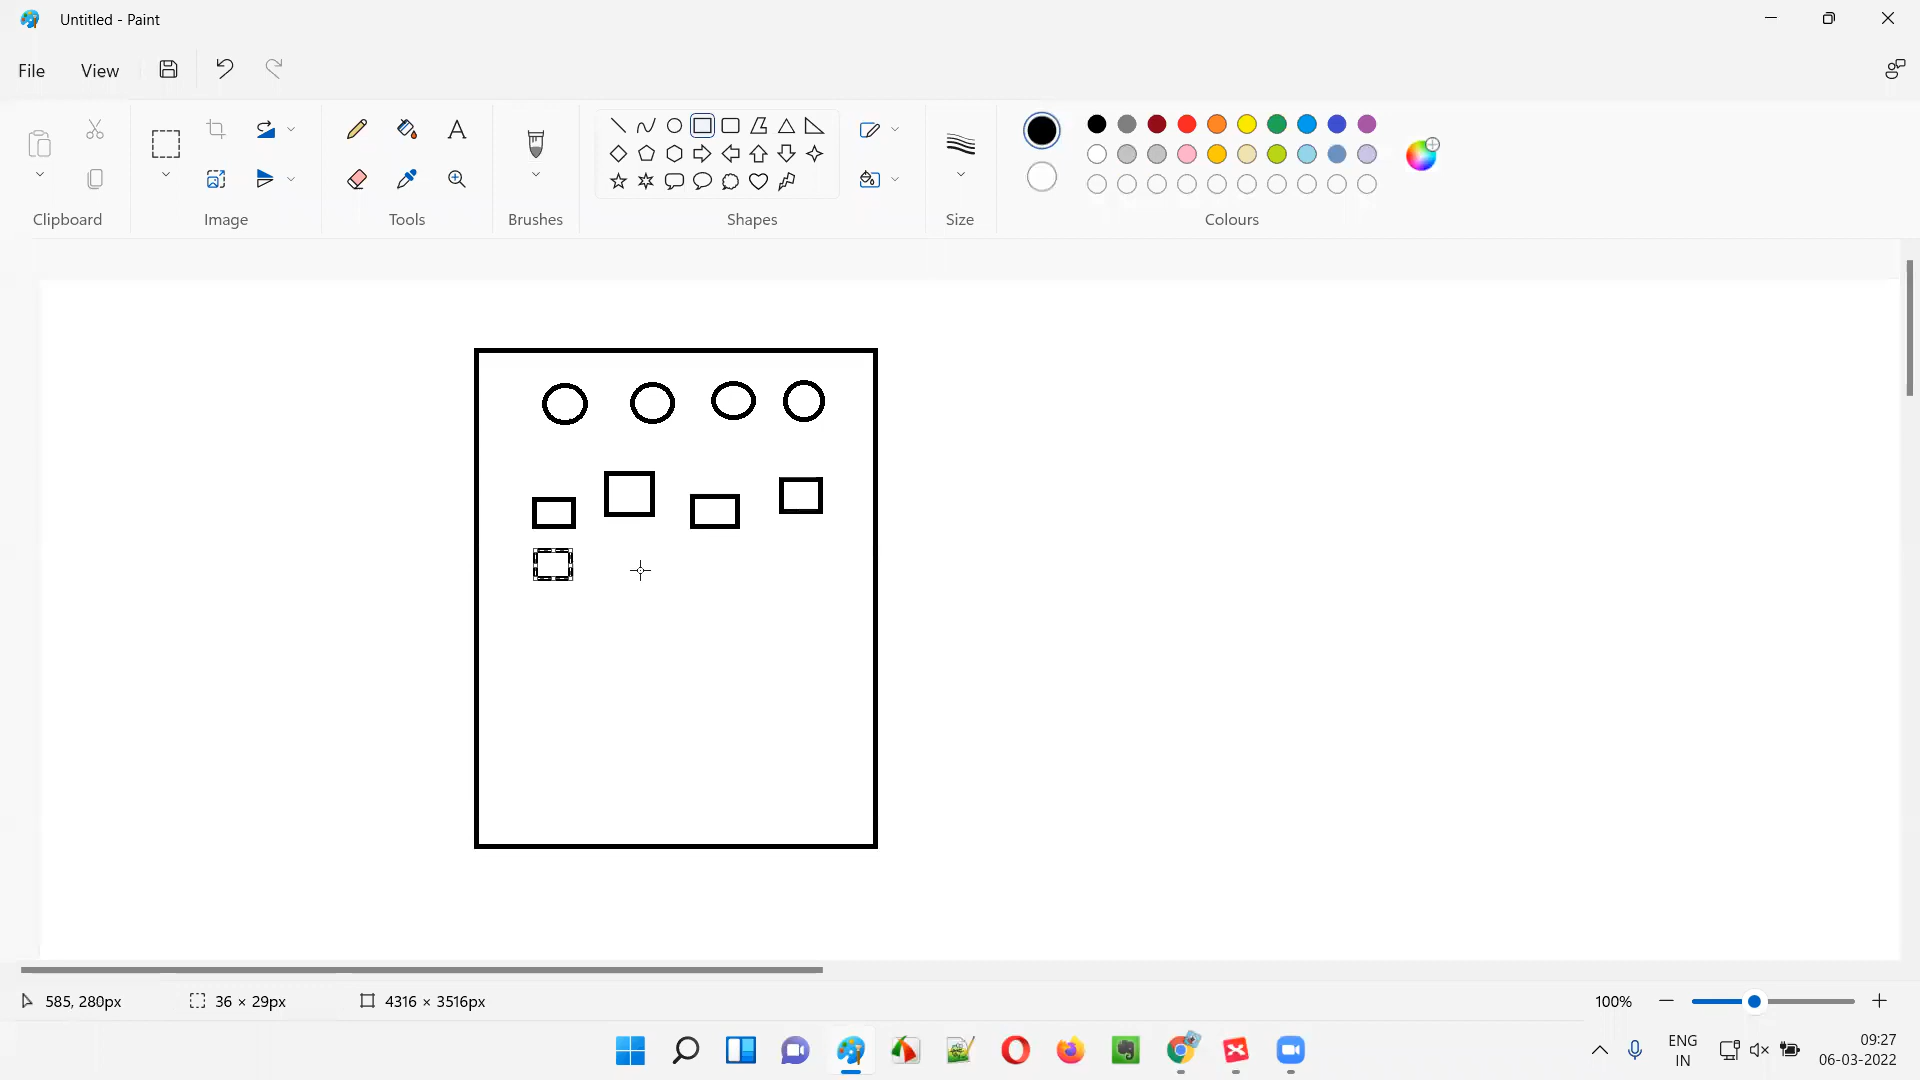 Untitled - Paint
File View
Clipboard Image Tools Brushes Shapes Size Colours
585, 280px 36 × 29px 4316 × 3516px 100%
ENG 09:27
IN 06-03-2022